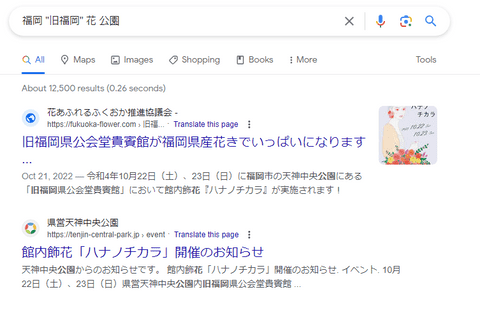 福岡 "旧福岡" 花 公園
All
Maps
Images
Shopping
Books
More
Tools
About 12,500 results (0.26 seconds)
花あふれるふくおか推進協議会 -
https://fukuoka-flower.com › 旧福... · Translate this page
旧福岡県公会堂貴賓館が福岡県産花きでいっぱいになります
...
Oct 21, 2022 — 令和4年10月22日（土）、23日（日）に福岡市の天神中央公園にある
「旧福岡県公会堂貴賓館」において館内飾花『ハナノチカラ』が実施されます！
ハナノ
チカラ
県営天神中央公園
https://tenjin-central-park.jp › event · Translate this page
館内飾花「ハナノチカラ」開催のお知らせ
天神中央公園からのお知らせです。 館内飾花「ハナノチカラ」開催のお知らせ. イベント. 10月
22日（土）、23日（日）県営天神中央公園内旧福岡県公会堂貴賓館 ...